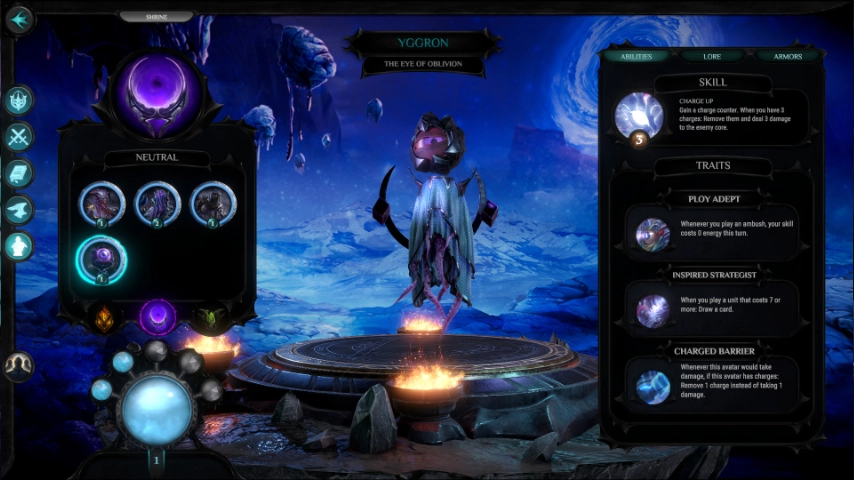 SHRINE
YGGRON
THE EYE OF OBLIVION
NEUTRAL
1
ABILITIES
LORE
ARMORS
SKILL
CHARGE UP
Gain a charge counter. When you have 3
charges: Remove them and deal 3 damage
to the enemy core.
3
TRAITS
PLOY ADEPT
Whenever you play an ambush, your skill
costs 0 energy this turn.
INSPIRED STRATEGIST
When you play a unit that costs 7 or
more: Draw a card.
CHARGED BARRIER
Whenever this avatar would take
damage, if this avatar has charges:
Remove 1 charge instead of taking 1
damage.